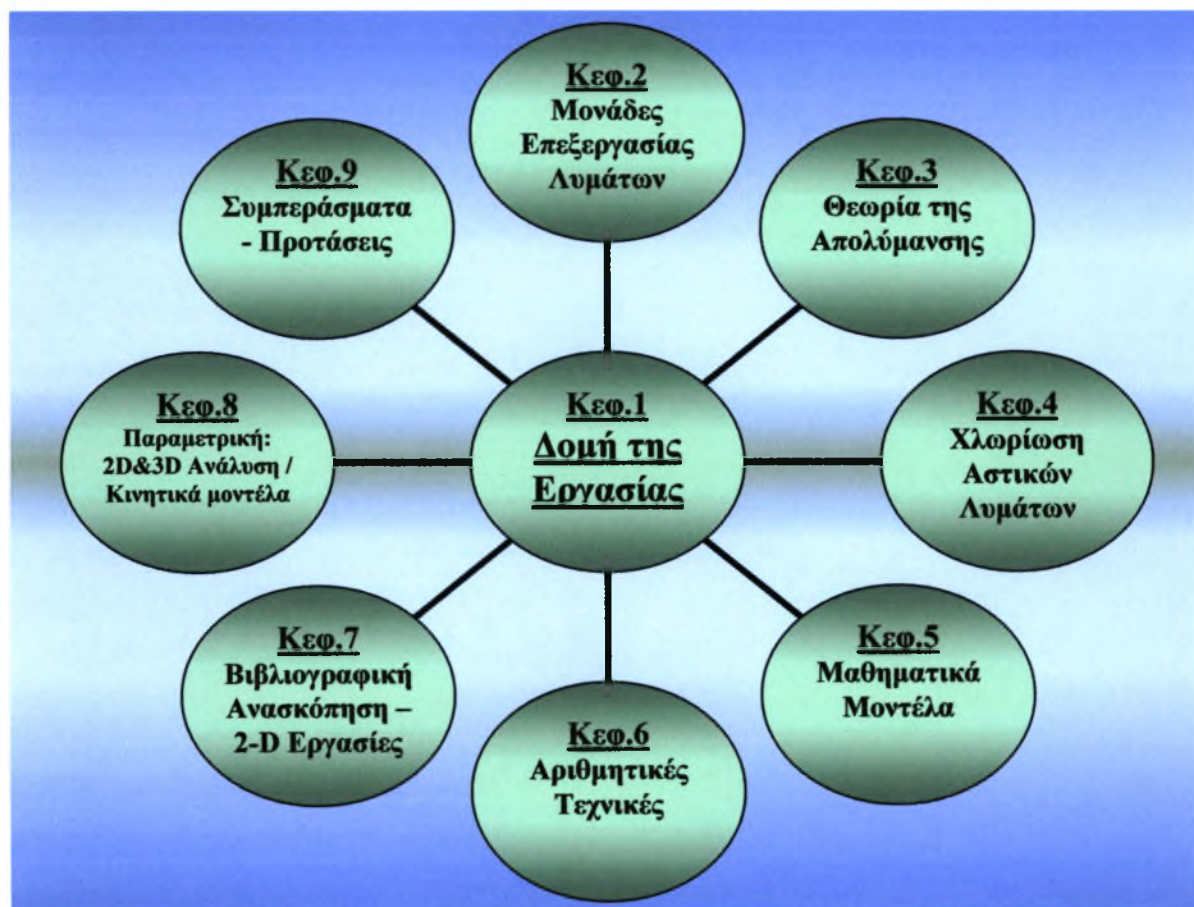 Κεφ.1
Δομή της
Εργασίας
Κεφ.2
Μονάδες
Επεξεργασίας
Λυμάτων
Κεφ.3
Θεωρία της
Απολύμανσης
Κεφ.4
Χλωρίωση
Αστικών
Λυμάτων
Κεφ.5
Μαθηματικά
Μοντέλα
Κεφ.6
Αριθμητικές
Τεχνικές
Κεφ.7
Βιβλιογραφική
Ανασκόπηση –
2-D Εργασίες
Κεφ.8
Παραμετρική:
2D&3D Ανάλυση /
Κινητικά μοντέλα
Κεφ.9
Συμπεράσματα
- Προτάσεις